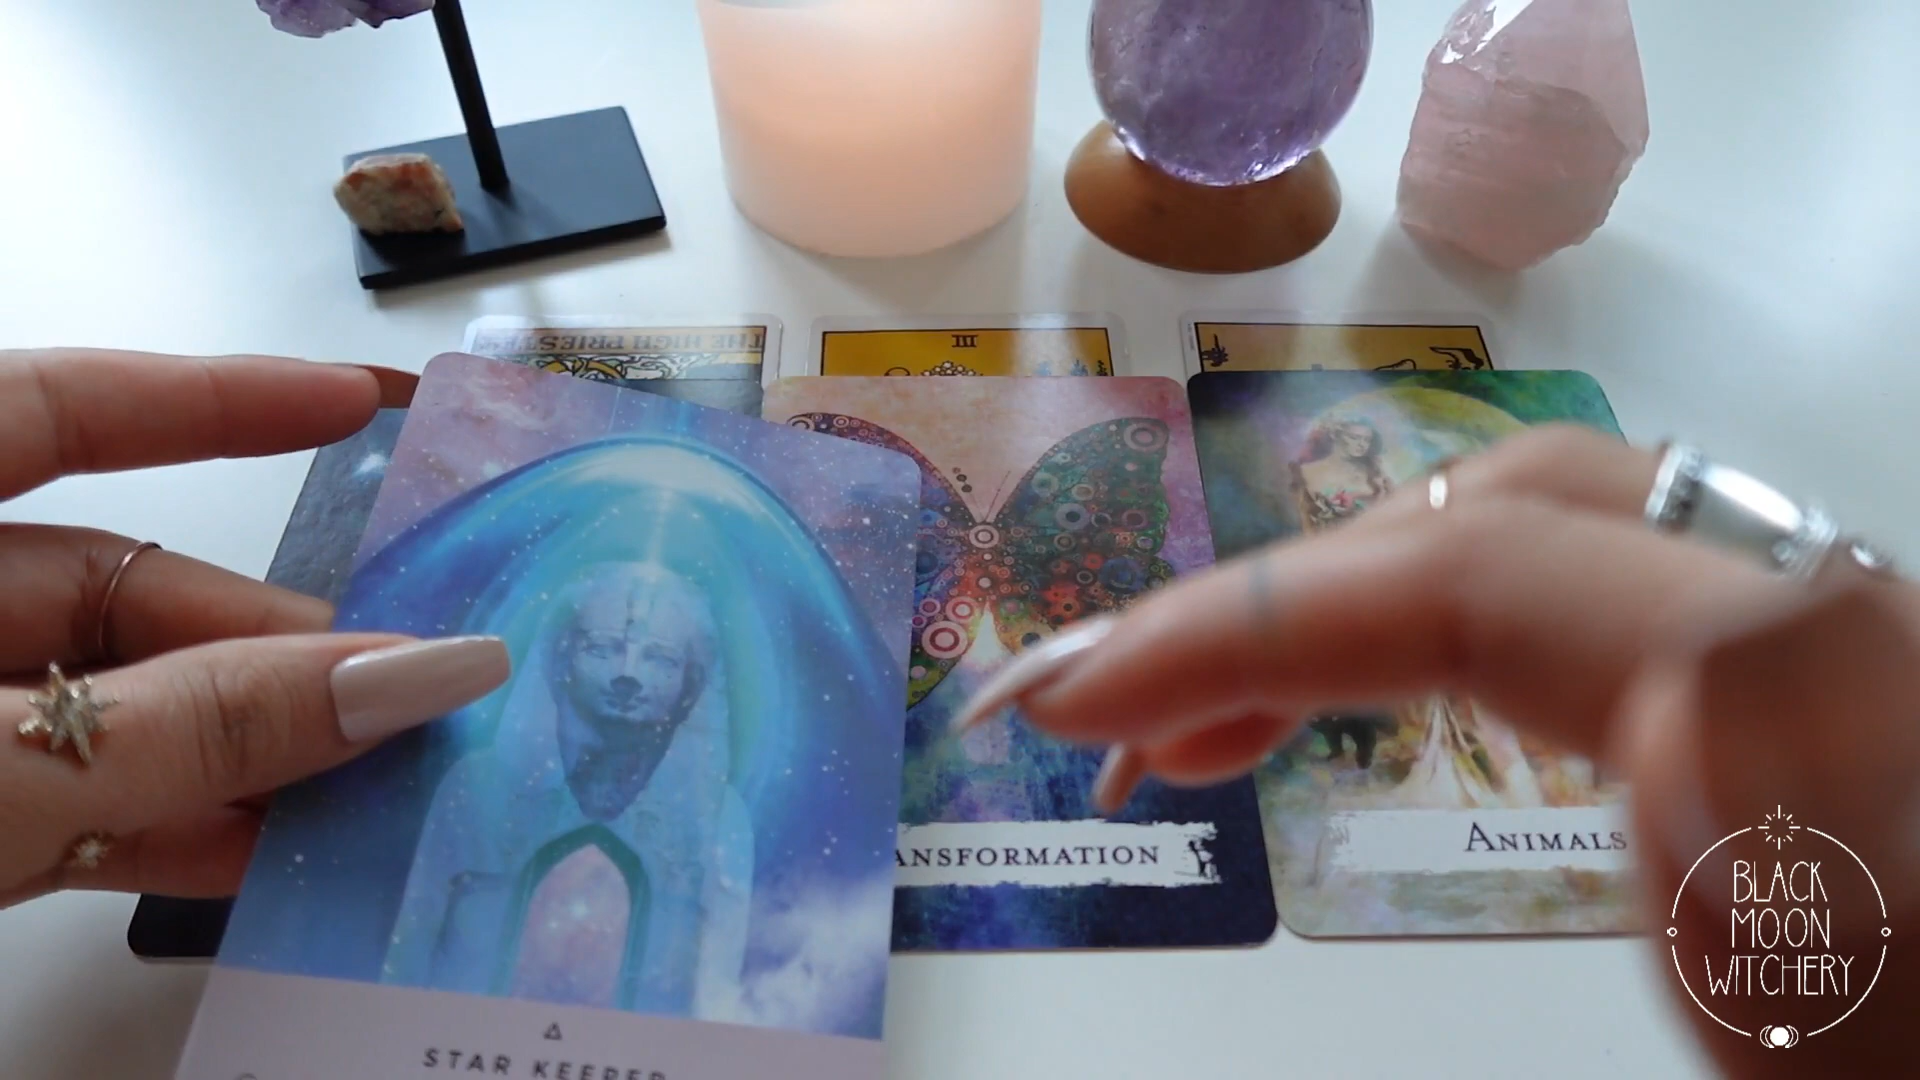 THE HIGH PRIESTESS
III
ANSFORMATION
ANIMALS
STAR KEEPER
BLACK
MOON
WITCHERY